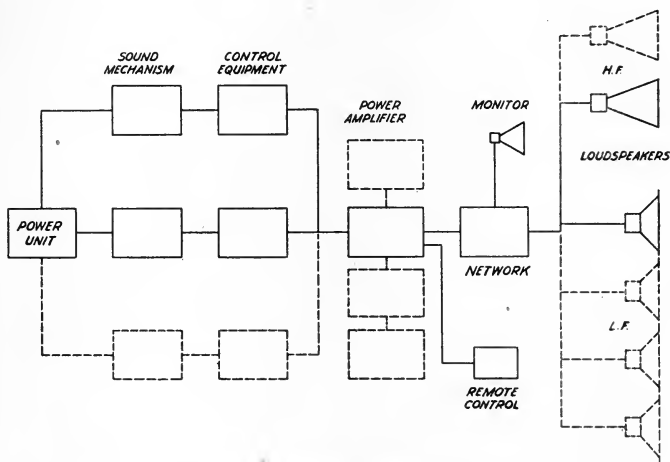 SOUND
MECHANISM
CONTROL
EQUIPMENT
POWER
AMPLIFIER
MONITOR
H.F.
LOUDSPEAKERS
POWER
UNIT
NETWORK
L.F.
REMOTE
CONTROL